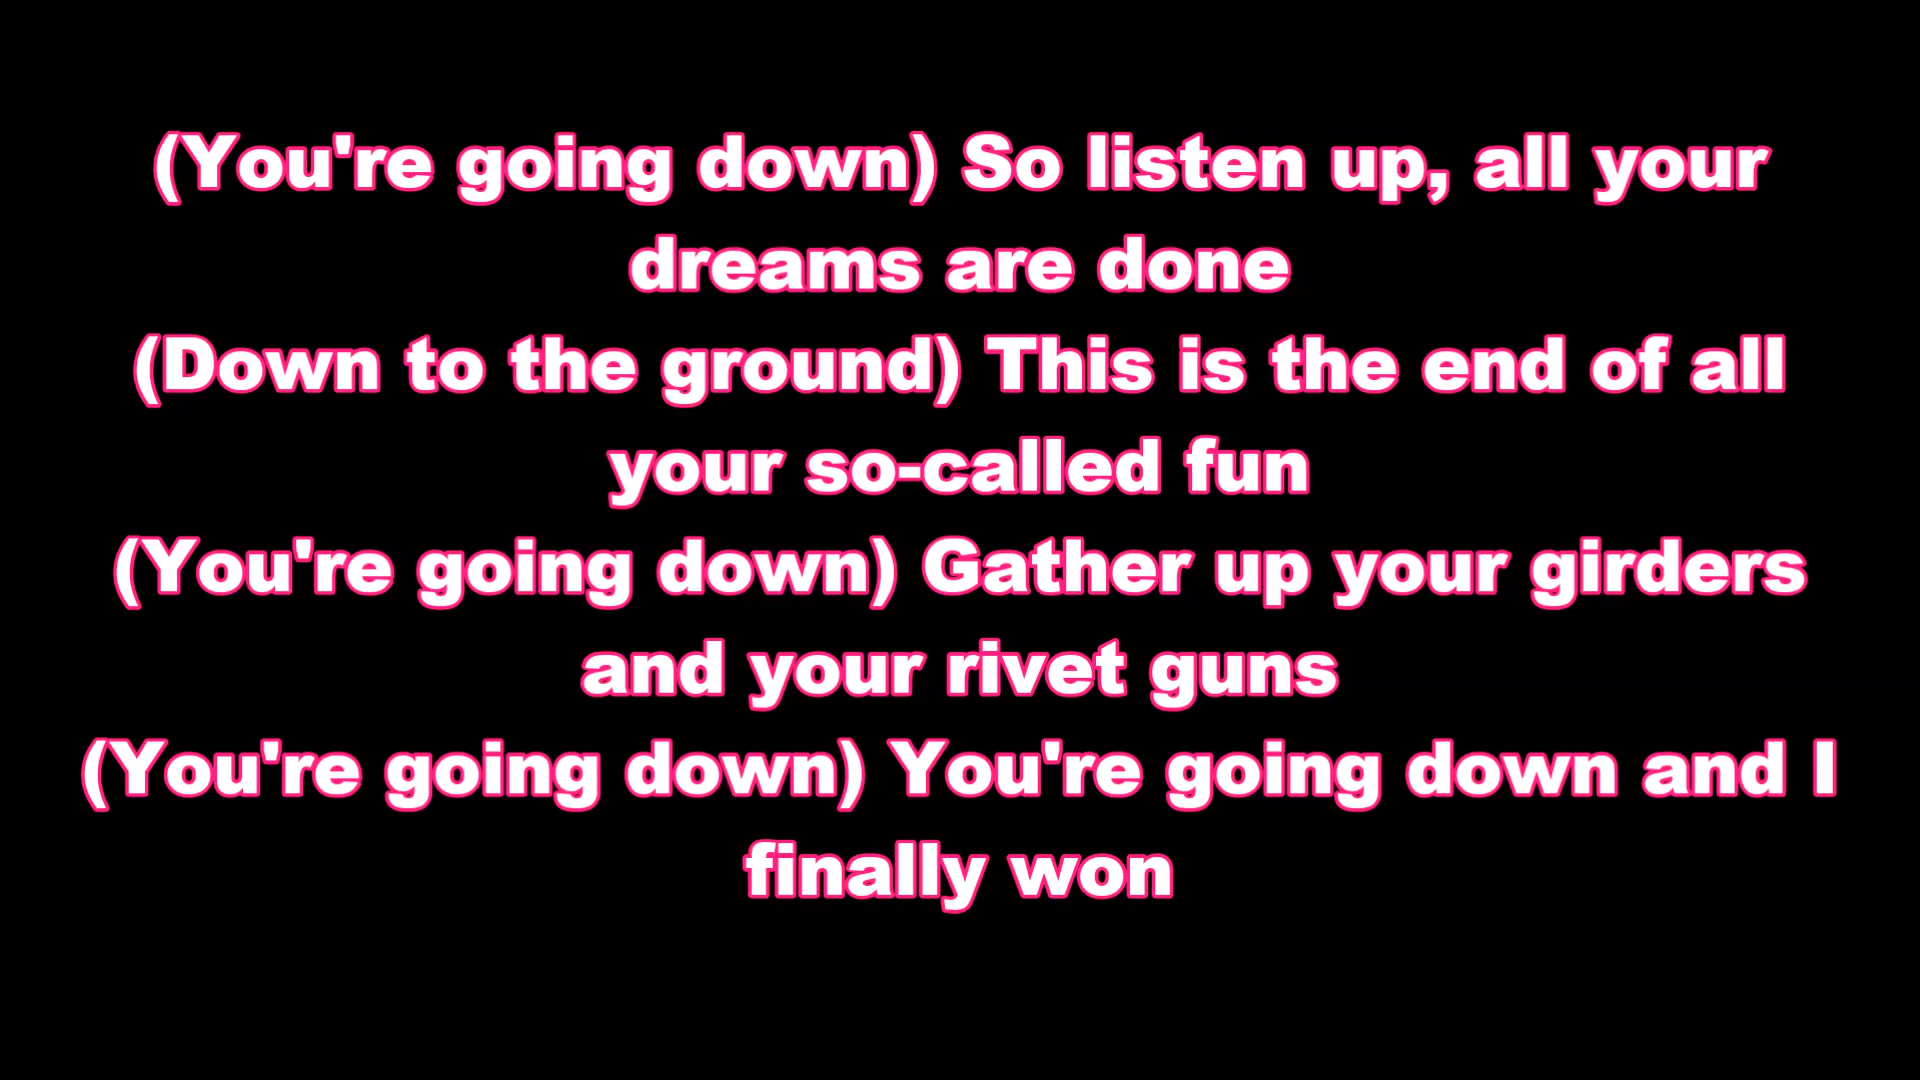 (You're going down) So listen up, all your
dreams are done
(Down to the ground) This is the end of all
your so-called fun
(You're going down) Gather up your girders
and your rivet guns
(You're going down) You're going down and I
finally won